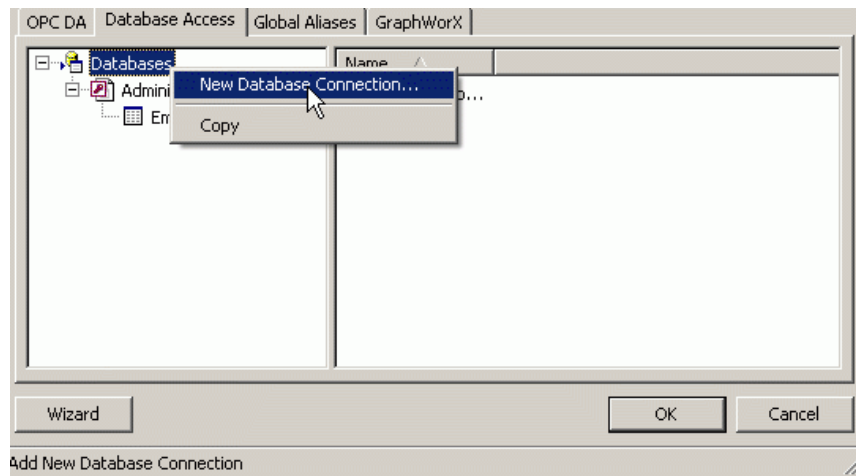 OPC DA Database Access Global Aliases GraphWorX
Databases
Name
New Database Connection...
Copy
Wizard
OK
Cancel
Add New Database Connection